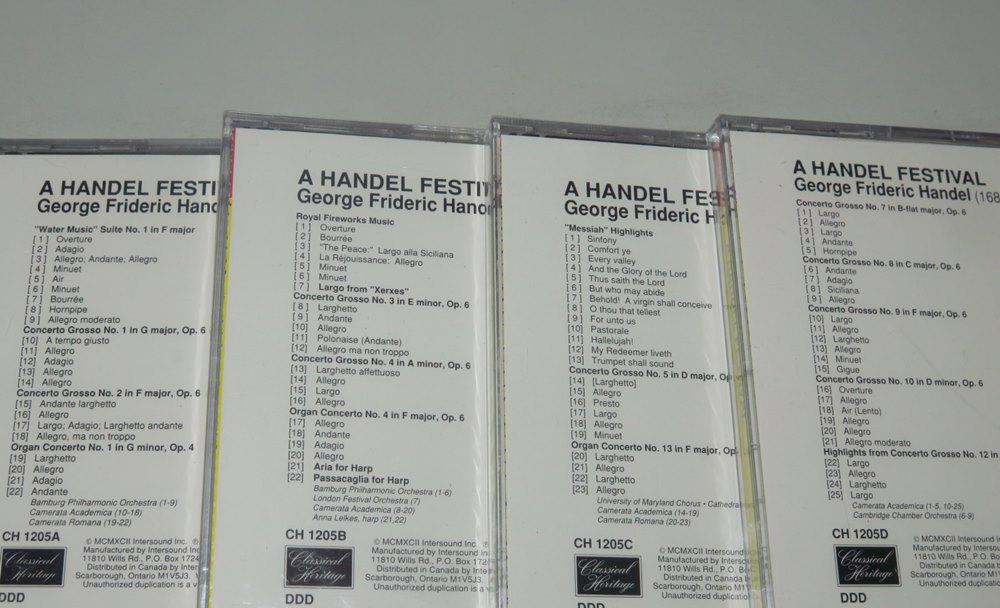 A HANDEL FESTI
George Frideric Hand
"Water Music" Suite No. 1 in F major
[ 1 ] Overture
[ 2 ] Adagio
[ 3 ] Allegro; Andante; Allegro
[ 4 ] Minuet
[ 5 ] Air
[ 6 ] Minuet
[ 7 ] Bourrée
[ 8 ] Hornpipe
[ 9 ] Allegro moderato
Concerto Grosso No. 1 in G major, Op. 6
[10] A tempo giusto
[11] Allegro
[12] Adagio
[13] Allegro
[14] Allegro
Concerto Grosso No. 2 in F major, Op. 6
[15] Andante larghetto
[16] Allegro
[17] Largo; Adagio; Larghetto andante
[18] Allegro, ma non troppo
Organ Concerto No. 1 in G minor, Op. 4
[19] Larghetto
[20] Allegro
[21] Adagio
[22] Andante
Bamburg Philharmonic Orchestra (1-9)
Camerata Academica (10-18)
Camerata Romana (19-22)
CH 1205A
© MCMXCII Intersound Inc.
Manufactured by Intersound
11810 Wills Rd., P.O. Box 1724
Distributed in Canada by Inter
Scarborough, Ontario M1V5J3.
Unauthorized duplication is a
Classical
Heritage
DDD
A HANDEL FESTI
George Frideric Hand
Royal Fireworks Music
[ 1 ] Overture
[ 2 ] Bourrée
[ 3 ] "The Peace:" Largo alla Siciliana
[ 4 ] La Réjouissance: Allegro
[ 5 ] Minuet
[ 6 ] Minuet
[ 7 ] Largo from "Xerxes"
Concerto Grosso No. 3 in E minor, Op. 6
[ 8 ] Larghetto
[ 9 ] Andante
[10] Allegro
[11] Polonaise (Andante)
[12] Allegro ma non troppo
Concerto Grosso No. 4 in A minor, Op. 6
[13] Larghetto affettuoso
[14] Allegro
[15] Largo
[16] Allegro
Organ Concerto No. 4 in F major, Op. 6
[17] Allegro
[18] Andante
[19] Adagio
[20] Allegro
[21] Aria for Harp
[22] Passacaglia for Harp
Bamburg Philharmonic Orchestra (1-6)
London Festival Orchestra (7)
Camerata Academica (8-20)
Anna Lelkes, harp (21,22)
CH 1205B
© MCMXCII Intersound Inc.
Manufactured by Intersound In
11810 Wills Rd., P.O. Box 172
Distributed in Canada by Inte
Scarborough, Ontario M1V5J3.
Unauthorized duplication is a v
Classical
Heritage
DDD
A HANDEL FES
George Frideric H
"Messiah" Highlights
[ 1 ] Sinfony
[ 2 ] Comfort ye
[ 3 ] Every valley
[ 4 ] And the Glory of the Lord
[ 5 ] Thus saith the Lord
[ 6 ] But who may abide
[ 7 ] Behold! A virgin shall conceive
[ 8 ] O thou that tellest
[ 9 ] For unto us
[10] Pastorale
[11] Hallelujah!
[12] My Redeemer liveth
[13] Trumpet shall sound
Concerto Grosso No. 5 in D major, Op
[14] [Larghetto]
[15] Allegro
[16] Presto
[17] Largo
[18] Allegro
[19] Minuet
Organ Concerto No. 13 in F major, Op
[20] Larghetto
[21] Allegro
[22] Larghetto
[23] Allegro
University of Maryland Chorus • Cathedra
Camerata Academica (14-19)
Camerata Romana (20-23)
CH 1205C
© MCMXCII Intersound Inc.
Manufactured by Intersound I
11810 Wills Rd., P.O. Box
Distributed in Canada b
Scarborough, Ontario M1V5
Unauthorized duplication
Classical
Heritage
DDD
A HANDEL FESTIVAL
George Frideric Handel (168
Concerto Grosso No. 7 in B-flat major, Op. 6
[ 1 ] Largo
[ 2 ] Allegro
[ 3 ] Largo
[ 4 ] Andante
[ 5 ] Hornpipe
Concerto Grosso No. 8 in C major, Op. 6
[ 6 ] Andante
[ 7 ] Adagio
[ 8 ] Siciliana
[ 9 ] Allegro
Concerto Grosso No. 9 in F major, Op. 6
[10] Largo
[11] Allegro
[12] Larghetto
[13] Allegro
[14] Minuet
[15] Gigue
Concerto Grosso No. 10 in D minor, Op. 6
[16] Overture
[17] Allegro
[18] Air (Lento)
[19] Allegro
[20] Allegro
[21] Allegro moderato
Highlights from Concerto Grosso No. 12 in
[22] Largo
[23] Allegro
[24] Larghetto
[25] Largo
Camerata Academica (1-5, 10-25)
Cambridge Chamber Orchestra (6-9)
CH 1205D
© MCMXCII Intersound Inc.
Manufactured by Intersound In
11810 Wills Rd., P.O. Box 1
Distributed in Canada by In
Scarborough, Ontario M1V5J
Unauthorized duplication is
Classical
Heritage
DDD